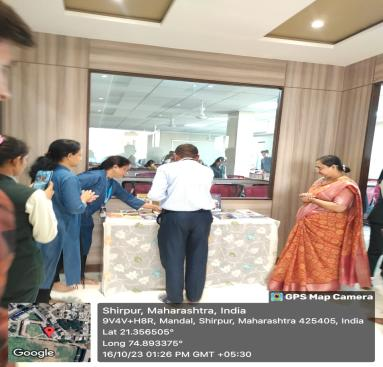 GPS Map Camera
Shirpur, Maharashtra, India
9V4V+H8R, Mandal, Shirpur, Maharashtra 425405, India
Lat 21.356505°
Long 74.893375°
16/10/23 01:26 PM GMT +05:30
Google